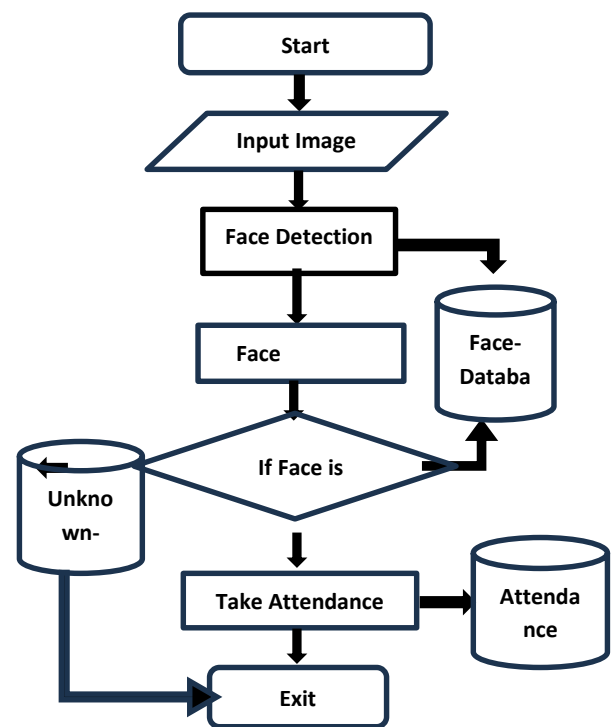 Start
Input Image
Face Detection
Face-
Databa
Face
If Face is
Unkno
wn-
Take Attendance
Attenda
nce
Exit